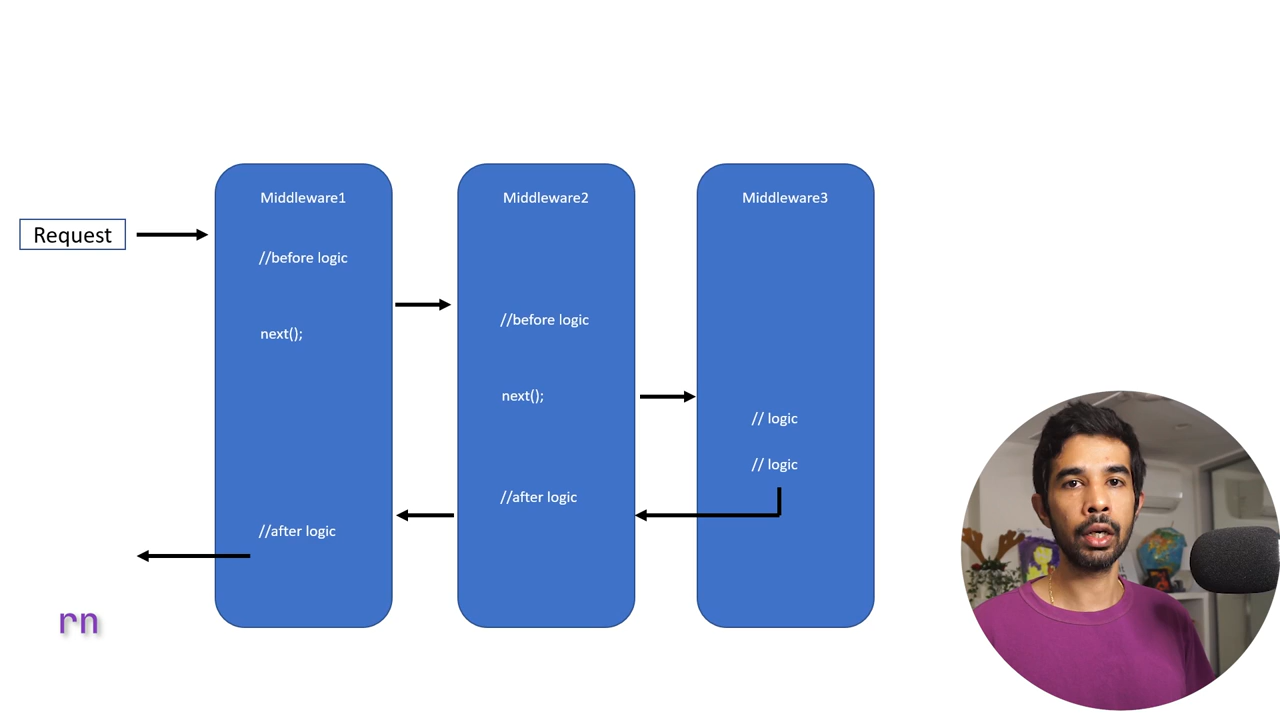 Middleware1
Middleware2
Middleware3
Request
//before logic
next();
//after logic
//before logic
next();
//after logic
// logic
// logic
rn